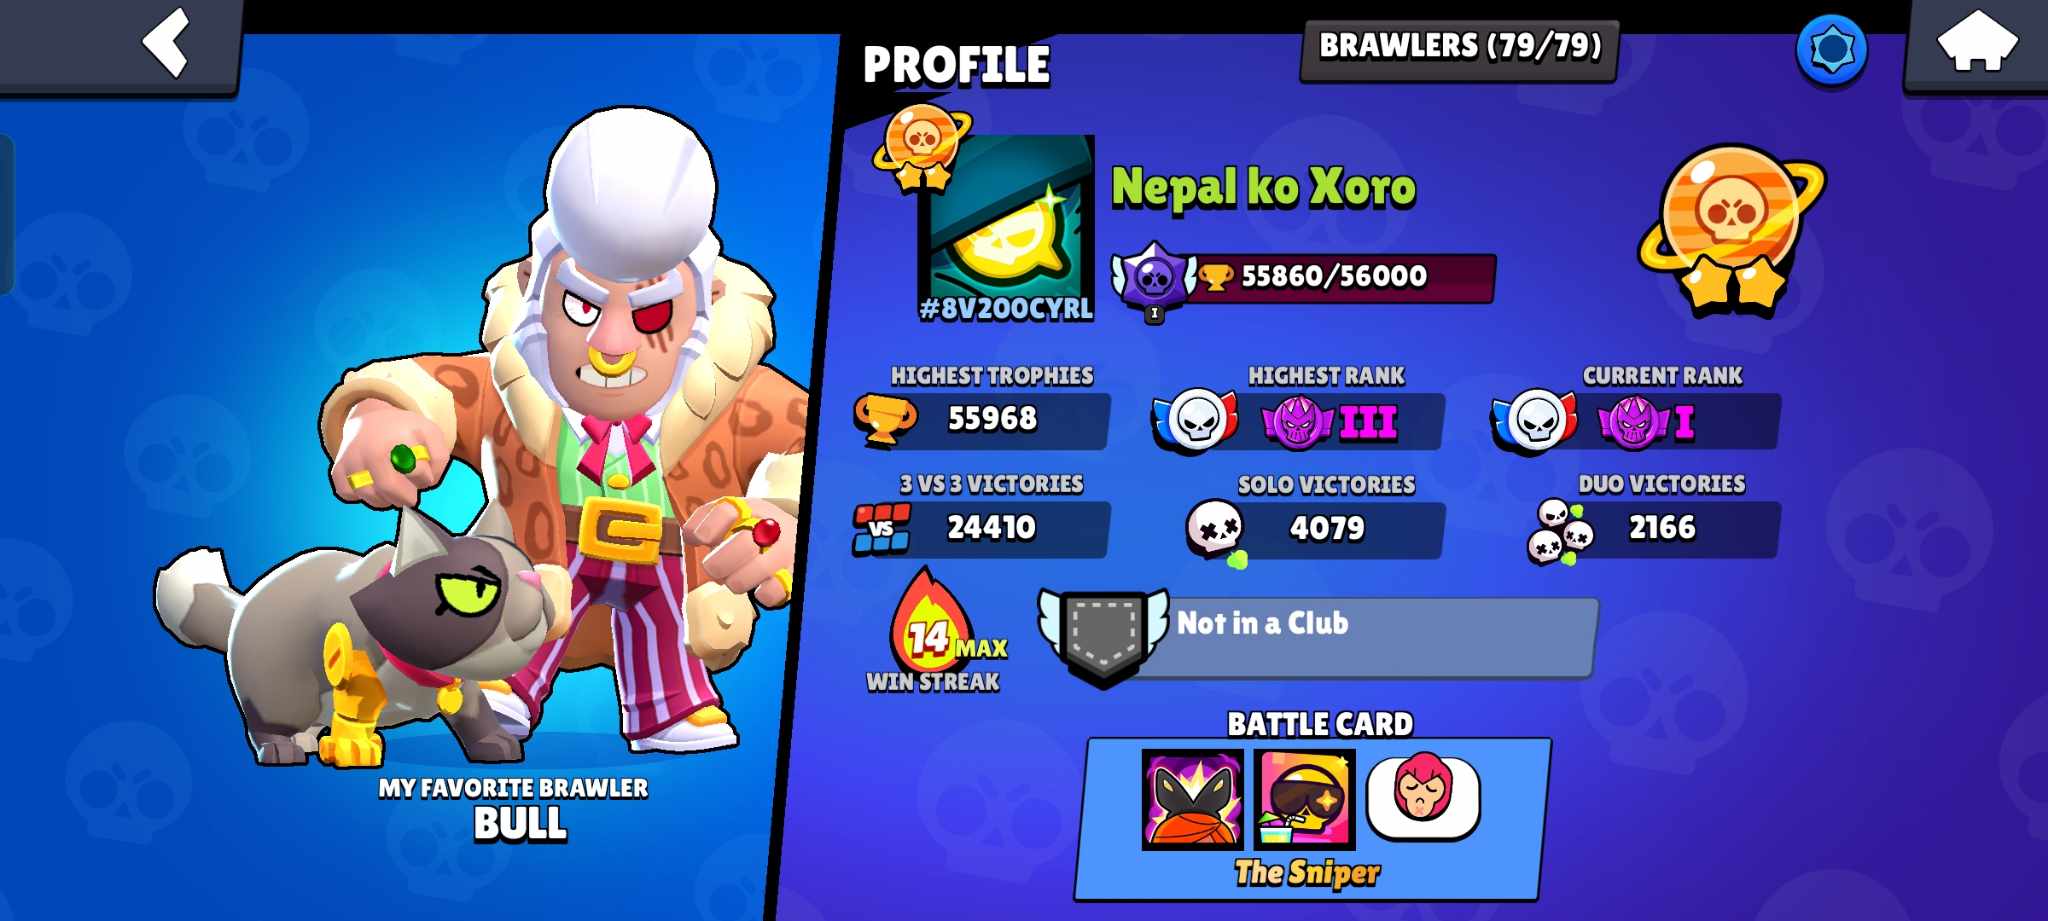 PROFILE
BRAWLERS (79/79)
Nepal ko Xoro
#8V200CYRL
I
55860/56000
HIGHEST TROPHIES
55968
HIGHEST RANK
III
CURRENT RANK
I
3 VS 3 VICTORIES
VS
24410
SOLO VICTORIES
4079
DUO VICTORIES
2166
14 MAX
WIN STREAK
Not in a Club
BATTLE CARD
The Sniper
MY FAVORITE BRAWLER
BULL